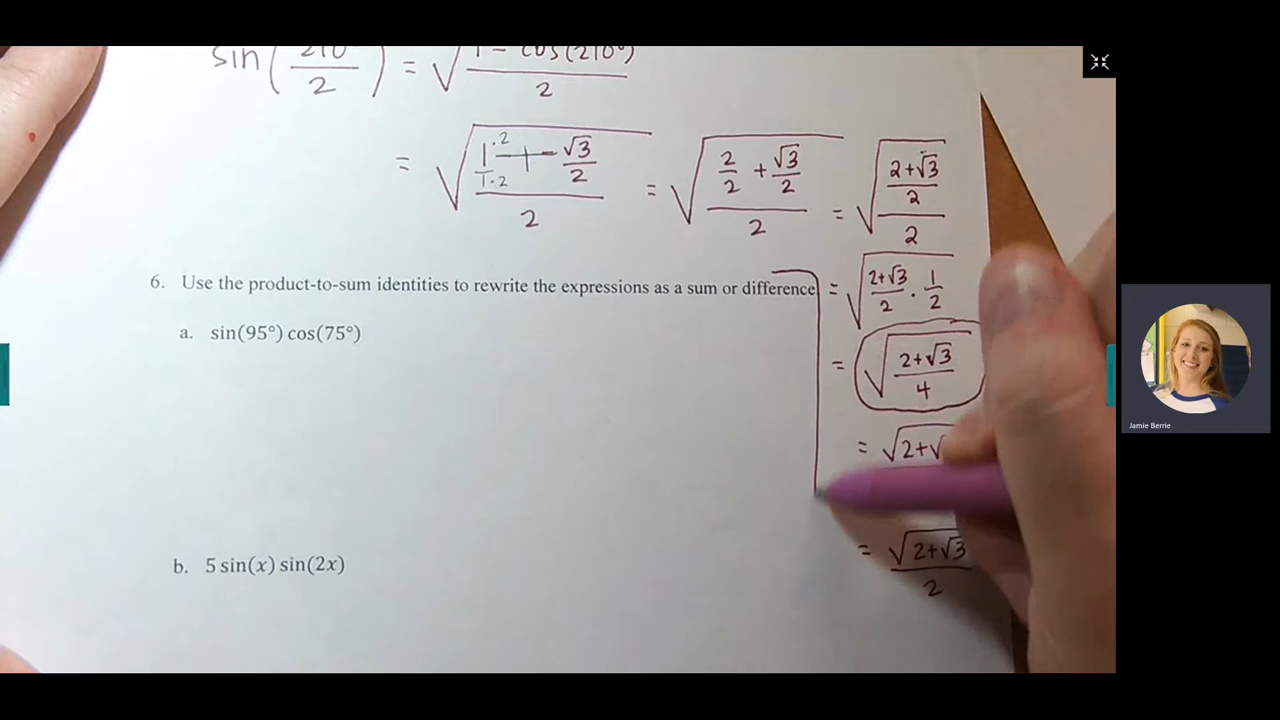 sin(210/2) = √((1 - cos(210°))/2)
= √((1·2/1·2 + √3/2)/2) = √((2/2 + √3/2)/2) = √(((2+√3)/2)/2)
6. Use the product-to-sum identities to rewrite the expressions as a sum or difference
= √((2+√3)/2 · 1/2)
a. sin(95°) cos(75°)
= √((2+√3)/4)
= √2+√
= √(2+√3)/2
b. 5 sin(x) sin(2x)
Jamie Berrie